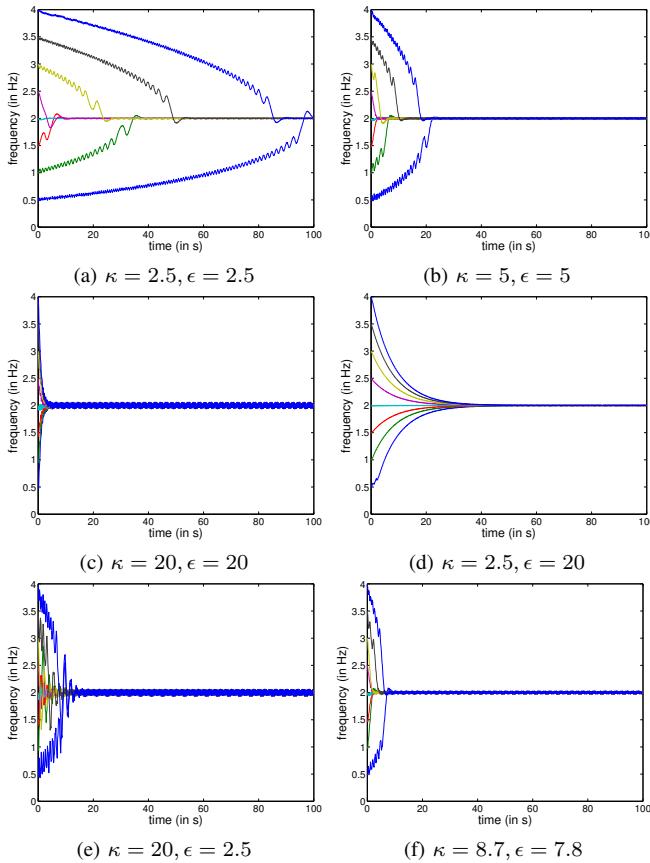 4
3.5
3
2.5
2
1.5
1
0.5
0
frequency (in Hz)
0 20 40 60 80 100
time (in s)
(a) κ = 2.5, ϵ = 2.5
4
3.5
3
2.5
2
1.5
1
0.5
0
frequency (in Hz)
0 20 40 60 80 100
time (in s)
(b) κ = 5, ϵ = 5
4
3.5
3
2.5
2
1.5
1
0.5
0
frequency (in Hz)
0 20 40 60 80 100
time (in s)
(c) κ = 20, ϵ = 20
4
3.5
3
2.5
2
1.5
1
0.5
0
frequency (in Hz)
0 20 40 60 80 100
time (in s)
(d) κ = 2.5, ϵ = 20
4
3.5
3
2.5
2
1.5
1
0.5
0
frequency (in Hz)
0 20 40 60 80 100
time (in s)
(e) κ = 20, ϵ = 2.5
4
3.5
3
2.5
2
1.5
1
0.5
0
frequency (in Hz)
0 20 40 60 80 100
time (in s)
(f) κ = 8.7, ϵ = 7.8